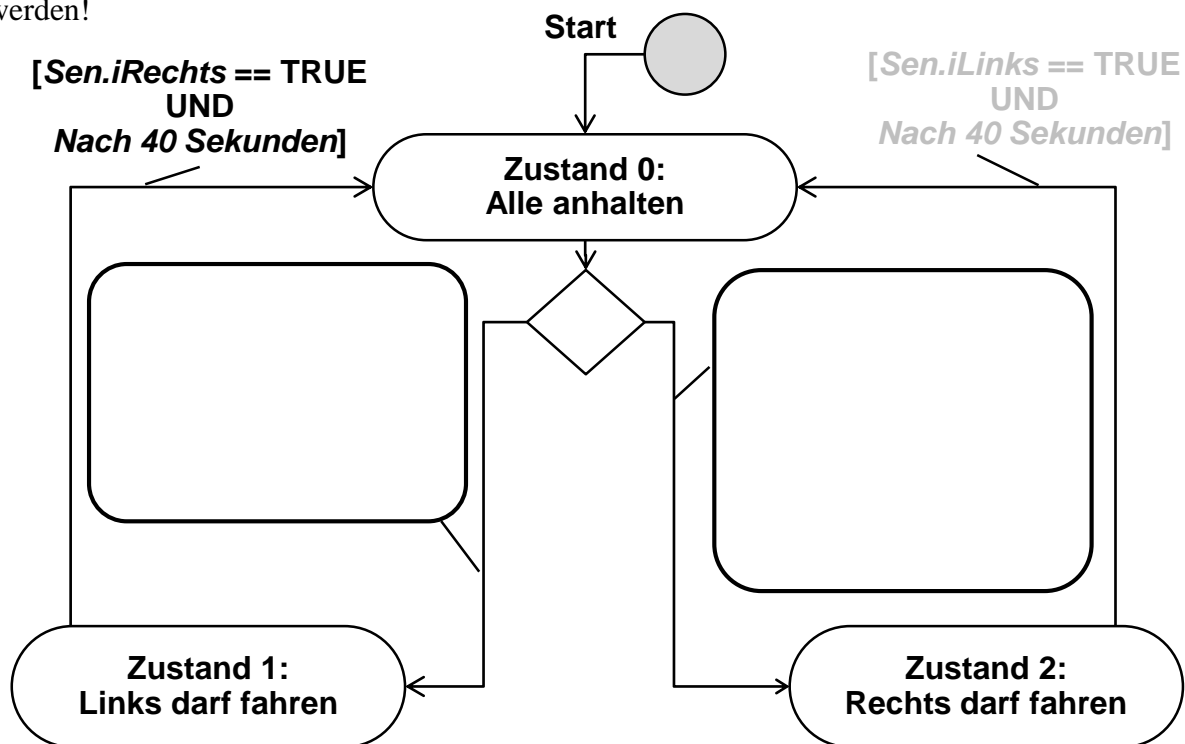 werden!
Start
[Sen.iRechts == TRUE
UND
Nach 40 Sekunden]
[Sen.iLinks == TRUE
UND
Nach 40 Sekunden]
Zustand 0:
Alle anhalten
Zustand 1:
Links darf fahren
Zustand 2:
Rechts darf fahren